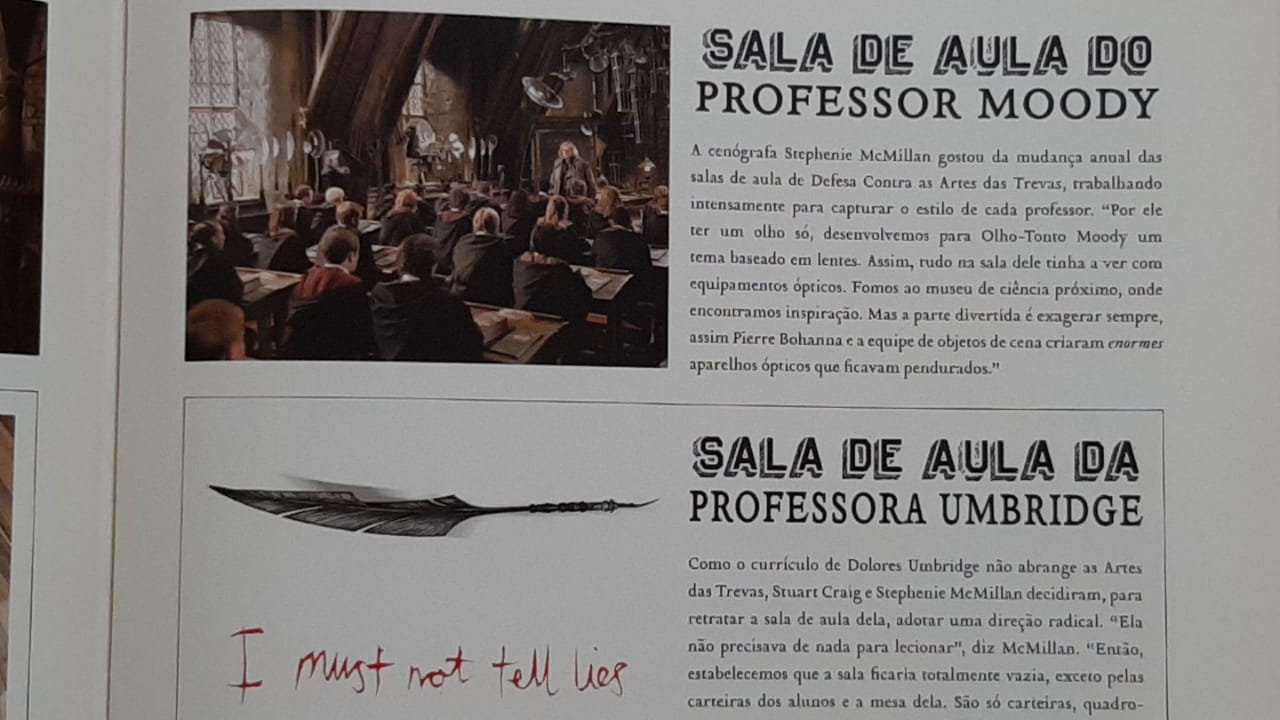 SALA DE AULA DO
PROFESSOR MOODY
A cenógrafa Stephenie McMillan gostou da mudança anual das
salas de aula de Defesa Contra as Artes das Trevas, trabalhando
intensamente para capturar o estilo de cada professor. “Por ele
ter um olho só, desenvolvemos para Olho-Tonto Moody um
tema baseado em lentes. Assim, tudo na sala dele tinha a ver com
equipamentos ópticos. Fomos ao museu de ciência próximo, onde
encontramos inspiração. Mas a parte divertida é exagerar sempre,
assim Pierre Bohanna e a equipe de objetos de cena criaram enormes
aparelhos ópticos que ficavam pendurados.”
SALA DE AULA DA
PROFESSORA UMBRIDGE
Como o currículo de Dolores Umbridge não abrange as Artes
das Trevas, Stuart Craig e Stephenie McMillan decidiram, para
retratar a sala de aula dela, adotar uma direção radical. “Ela
não precisava de nada para lecionar”, diz McMillan. “Então,
estabelecemos que a sala ficaria totalmente vazia, exceto pelas
carteiras dos alunos e a mesa dela. São só carteiras, quadro-
I must not tell lies